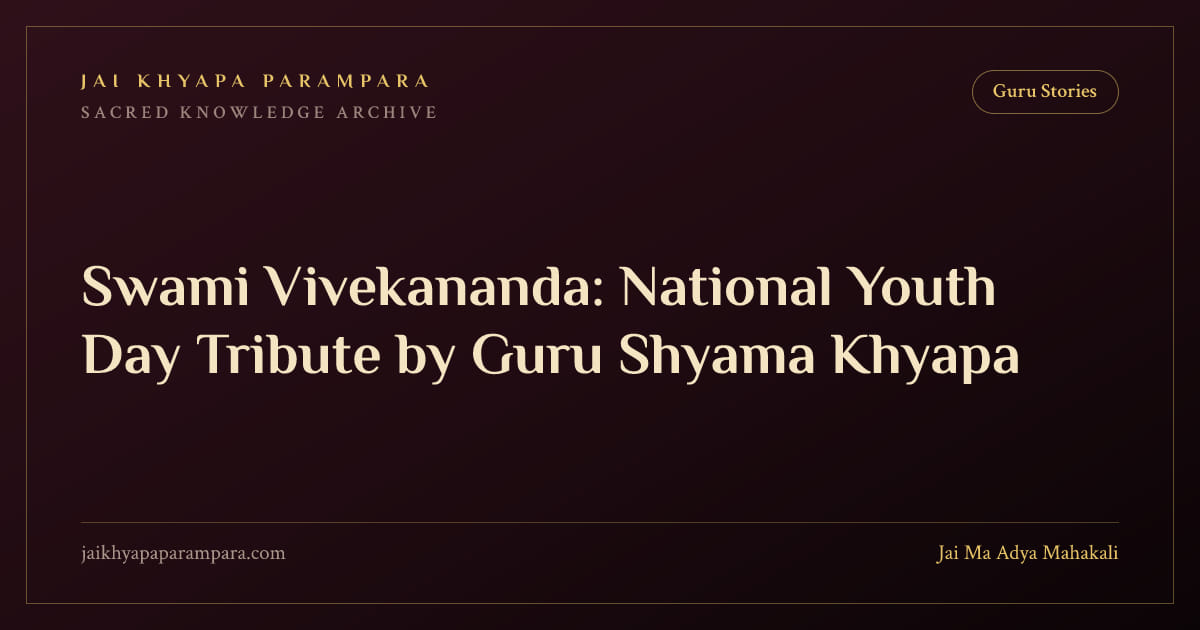 JAI KHYAPA PARAMPARA
SACRED KNOWLEDGE ARCHIVE
Guru Stories
Swami Vivekananda: National Youth
Day Tribute by Guru Shyama Khyapa
jaikhyapaparampara.com
Jai Ma Adya Mahakali